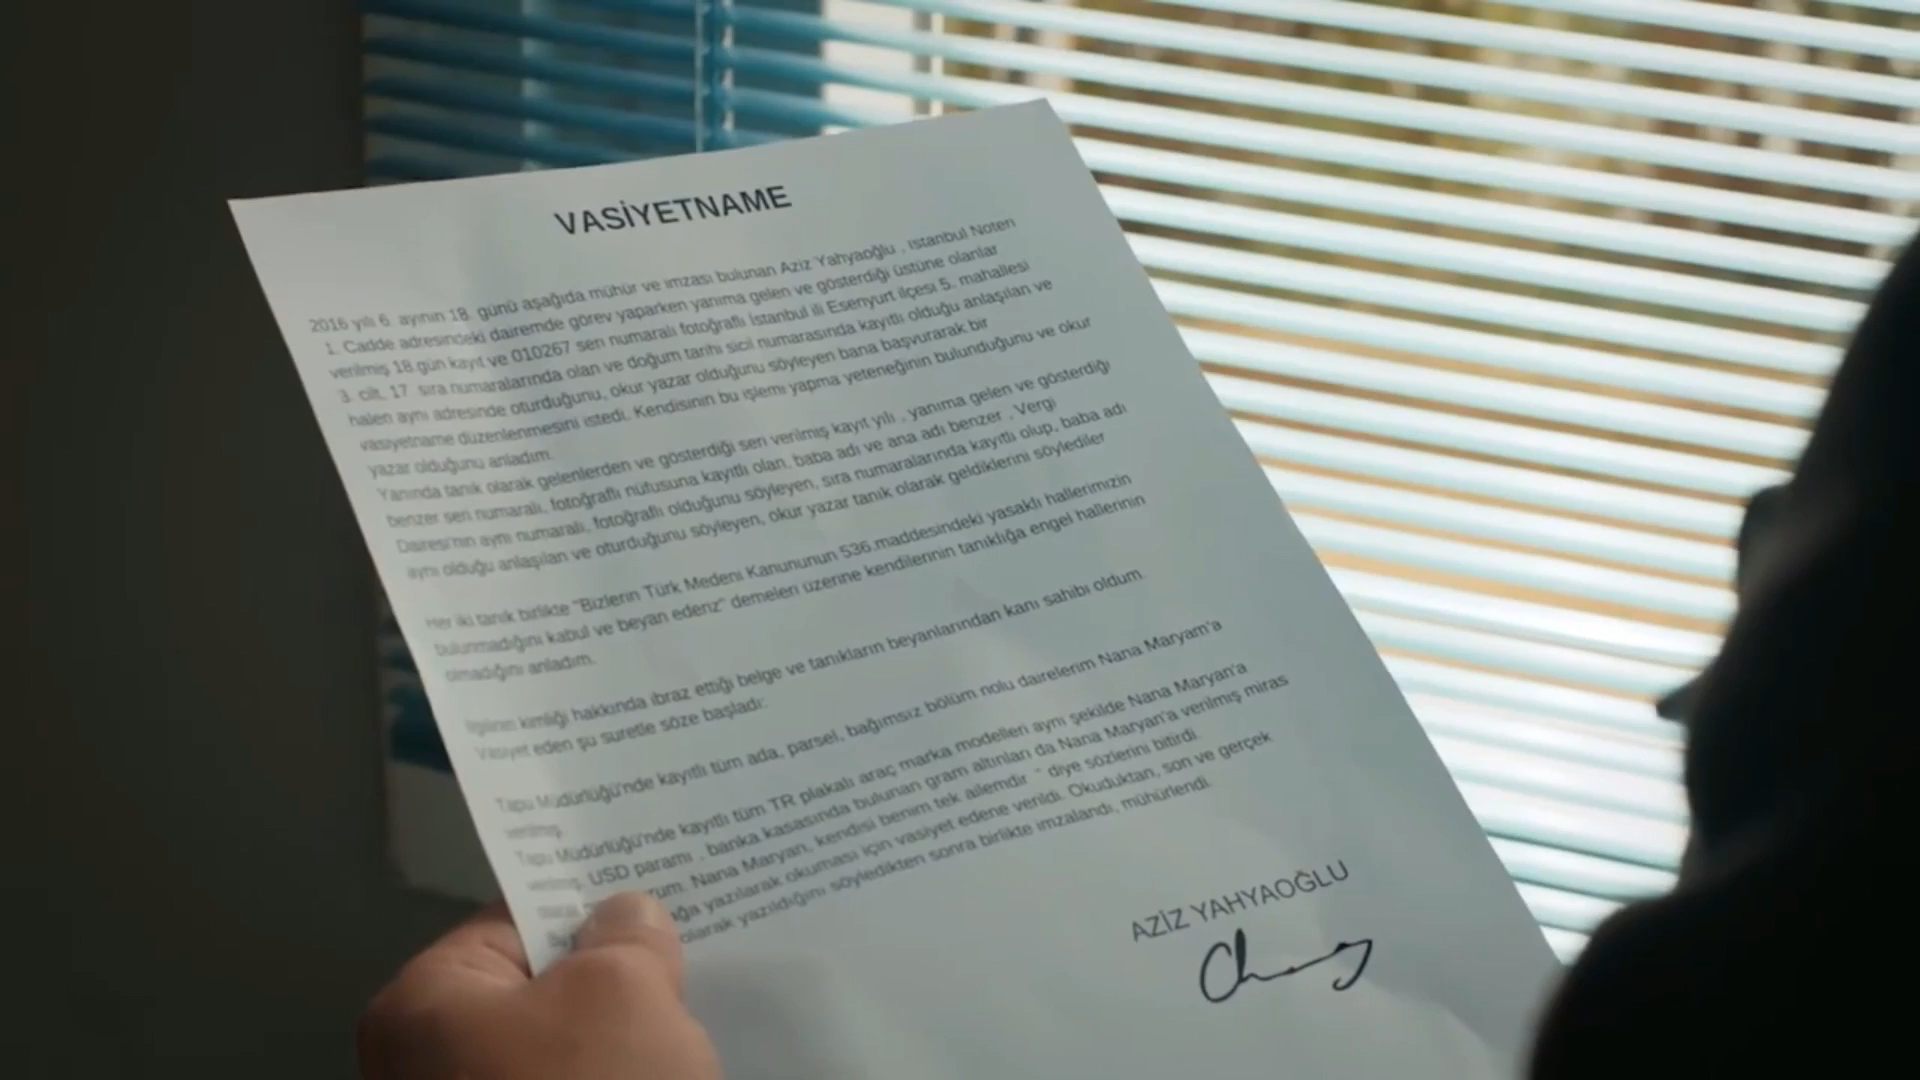 VASİYETNAME
2016 yılı 6. ayının 18. günü aşağıda mühür ve imzası bulunan Aziz Yahyaoğlu , İstanbul Noteri
1. Cadde adresindeki dairemde görev yaparken yanıma gelen ve gösterdiği üstüne olanlar
verilmiş 18.gün kayıt ve 010267 seri numaralı fotoğraflı İstanbul ili Esenyurt ilçesi 5. mahallesi
3. cilt, 17. sıra numaralarında olan ve doğum tarihi sicil numarasında kayıtlı olduğu anlaşılan ve
halen aynı adresinde oturduğunu, okur yazar olduğunu söyleyen bana başvurarak bir
vasiyetname düzenlenmesini istedi. Kendisinin bu işlemi yapma yeteneğinin bulunduğunu ve okur
yazar olduğunu anladım.
Yanında tanık olarak gelenlerden ve gösterdiği seri verilmiş kayıt yılı , yanıma gelen ve gösterdiği
benzer seri numaralı, fotoğraflı nüfusuna kayıtlı olan, baba adı ve ana adı benzer , Vergi
Dairesi'nin aynı numaralı, fotoğraflı olduğunu söyleyen, sıra numaralarında kayıtlı olup, baba adı
aynı olduğu anlaşılan ve oturduğunu söyleyen, okur yazar tanık olarak geldiklerini söylediler
Her iki tanık birlikte "Bizlerin Türk Medeni Kanununun 536.maddesindeki yasaklı hallerimizin
bulunmadığını kabul ve beyan ederiz" demeleri üzerine kendilerinin tanıklığa engel hallerinin
olmadığını anladım.
İlgilinin kimliği hakkında ibraz ettiği belge ve tanıkların beyanlarından kanı sahibi oldum.
Vasiyet eden şu suretle söze başladı:
Tapu Müdürlüğü'nde kayıtlı tüm ada, parsel, bağımsız bölüm nolu dairelerim Nana Maryam'a
verilmiş.
Tapu Müdürlüğü'nde kayıtlı tüm TR plakalı araç marka modelleri aynı şekilde Nana Maryan'a
verilmiş. USD paramı , banka kasasında bulunan gram altınları da Nana Maryan'a verilmiş miras
Nana Maryan, kendisi benim tek ailemdir " diye sözlerini bitirdi.
yazılarak okuması için vasiyet edene verildi. Okuduktan, son ve gerçek
olarak yazıldığını söyledikten sonra birlikte imzalandı, mühürlendi.
AZİZ YAHYAOĞLU